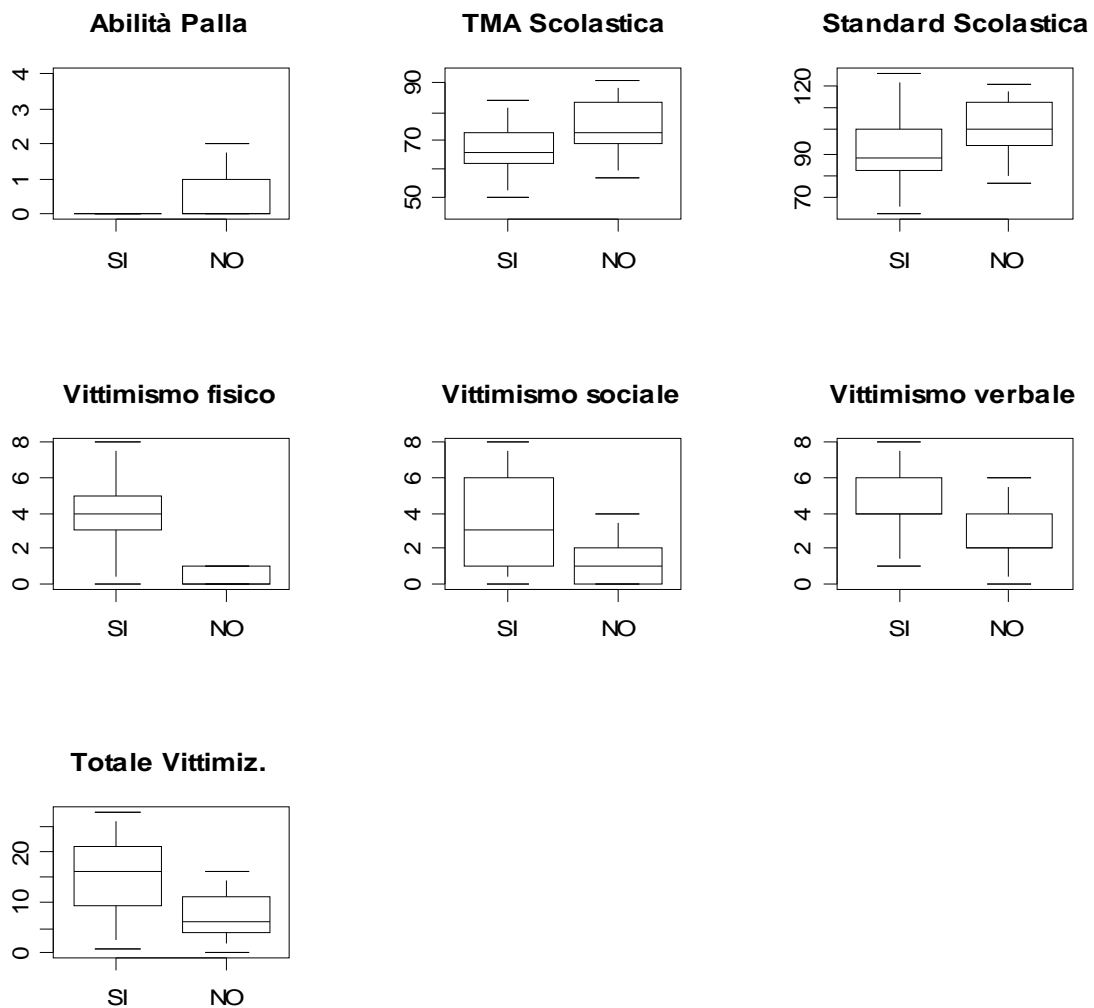 Abilità Palla
TMA Scolastica
Standard Scolastica
4
3
2
1
0
SI
NO
90
70
50
SI
NO
120
90
70
SI
NO
Vittimismo fisico
Vittimismo sociale
Vittimismo verbale
8
6
4
2
0
SI
NO
8
6
4
2
0
SI
NO
8
6
4
2
0
SI
NO
Totale Vittimiz.
20
10
0
SI
NO